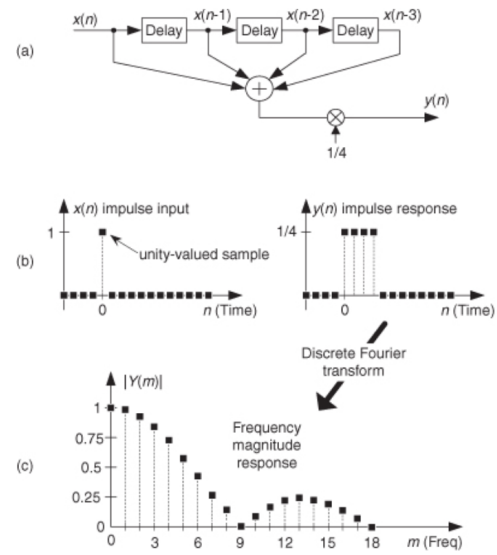 x(n) x(n-1) x(n-2) x(n-3)
Delay Delay Delay
(a)
+
y(n)
1/4
x(n) impulse input
1
unity-valued sample
(b)
0
n (Time)
y(n) impulse response
1/4
0
n (Time)
Discrete Fourier
transform
|Y(m)|
1
0.75
0.5
0.25
0
(c)
Frequency
magnitude
response
0 3 6 9 12 15 18 m (Freq)